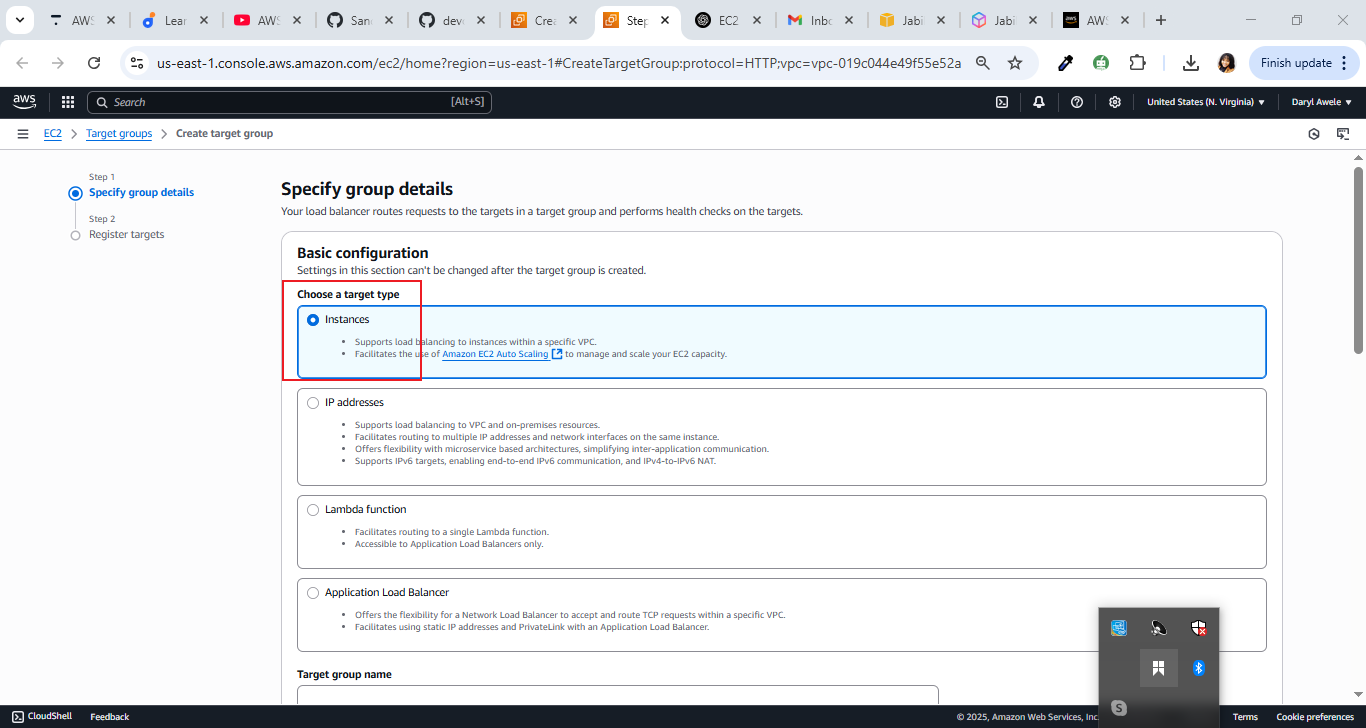 AWS
Lear
AWS
San
deve
Crea
Step
EC2
Inbo
Jabi
Jabi
AWS
us-east-1.console.aws.amazon.com/ec2/home?region=us-east-1#CreateTargetGroup:protocol=HTTP;vpc=vpc-019c044e49f55e52a
Finish update
aws
Search
[Alt+S]
United States (N. Virginia)
Daryl Awele
EC2
Target groups
Create target group
Step 1
Specify group details
Step 2
Register targets
Specify group details
Your load balancer routes requests to the targets in a target group and performs health checks on the targets.
Basic configuration
Settings in this section can't be changed after the target group is created.
Choose a target type
Instances
• Supports load balancing to instances within a specific VPC.
• Facilitates the use of Amazon EC2 Auto Scaling to manage and scale your EC2 capacity.
IP addresses
• Supports load balancing to VPC and on-premises resources.
• Facilitates routing to multiple IP addresses and network interfaces on the same instance.
• Offers flexibility with microservice based architectures, simplifying inter-application communication.
• Supports IPv6 targets, enabling end-to-end IPv6 communication, and IPv4-to-IPv6 NAT.
Lambda function
• Facilitates routing to a single Lambda function.
• Accessible to Application Load Balancers only.
Application Load Balancer
• Offers the flexibility for a Network Load Balancer to accept and route TCP requests within a specific VPC.
• Facilitates using static IP addresses and PrivateLink with an Application Load Balancer.
Target group name
CloudShell
Feedback
© 2025, Amazon Web Services, Inc.
Terms
Cookie preferences